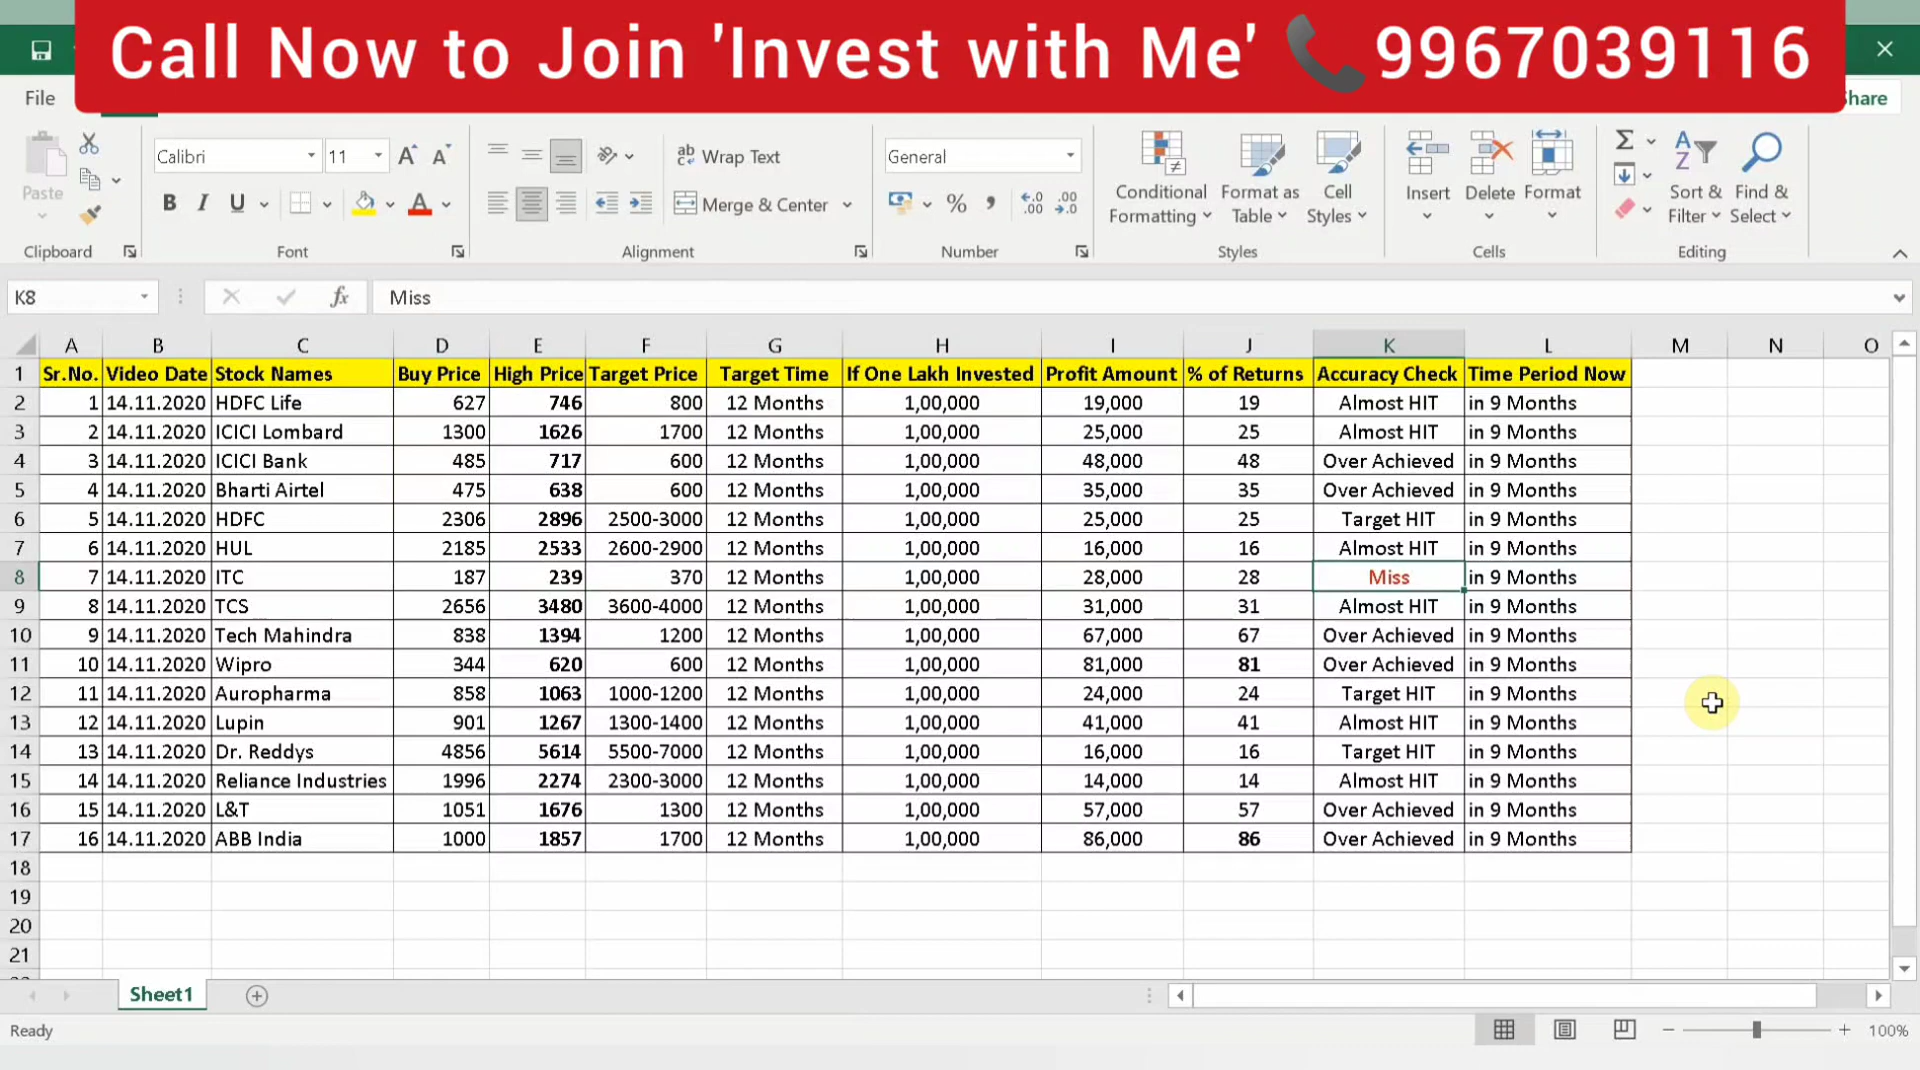 Call Now to Join 'Invest with Me' 📞9967039116
File
hare
Calibri 11 Wrap Text General
Paste B I U Merge & Center % Conditional Formatting Format as Table Cell Styles Insert Delete Format Sort & Filter Find & Select
Clipboard Font Alignment Number Styles Cells Editing
K8 fx Miss
A B C D E F G H I J K L M N O
1 Sr.No. Video Date Stock Names Buy Price High Price Target Price Target Time If One Lakh Invested Profit Amount % of Returns Accuracy Check Time Period Now
2 1 14.11.2020 HDFC Life 627 746 800 12 Months 1,00,000 19,000 19 Almost HIT in 9 Months
3 2 14.11.2020 ICICI Lombard 1300 1626 1700 12 Months 1,00,000 25,000 25 Almost HIT in 9 Months
4 3 14.11.2020 ICICI Bank 485 717 600 12 Months 1,00,000 48,000 48 Over Achieved in 9 Months
5 4 14.11.2020 Bharti Airtel 475 638 600 12 Months 1,00,000 35,000 35 Over Achieved in 9 Months
6 5 14.11.2020 HDFC 2306 2896 2500-3000 12 Months 1,00,000 25,000 25 Target HIT in 9 Months
7 6 14.11.2020 HUL 2185 2533 2600-2900 12 Months 1,00,000 16,000 16 Almost HIT in 9 Months
8 7 14.11.2020 ITC 187 239 370 12 Months 1,00,000 28,000 28 Miss in 9 Months
9 8 14.11.2020 TCS 2656 3480 3600-4000 12 Months 1,00,000 31,000 31 Almost HIT in 9 Months
10 9 14.11.2020 Tech Mahindra 838 1394 1200 12 Months 1,00,000 67,000 67 Over Achieved in 9 Months
11 10 14.11.2020 Wipro 344 620 600 12 Months 1,00,000 81,000 81 Over Achieved in 9 Months
12 11 14.11.2020 Auropharma 858 1063 1000-1200 12 Months 1,00,000 24,000 24 Target HIT in 9 Months
13 12 14.11.2020 Lupin 901 1267 1300-1400 12 Months 1,00,000 41,000 41 Almost HIT in 9 Months
14 13 14.11.2020 Dr. Reddys 4856 5614 5500-7000 12 Months 1,00,000 16,000 16 Target HIT in 9 Months
15 14 14.11.2020 Reliance Industries 1996 2274 2300-3000 12 Months 1,00,000 14,000 14 Almost HIT in 9 Months
16 15 14.11.2020 L&T 1051 1676 1300 12 Months 1,00,000 57,000 57 Over Achieved in 9 Months
17 16 14.11.2020 ABB India 1000 1857 1700 12 Months 1,00,000 86,000 86 Over Achieved in 9 Months
18
19
20
21
Sheet1
Ready 100%